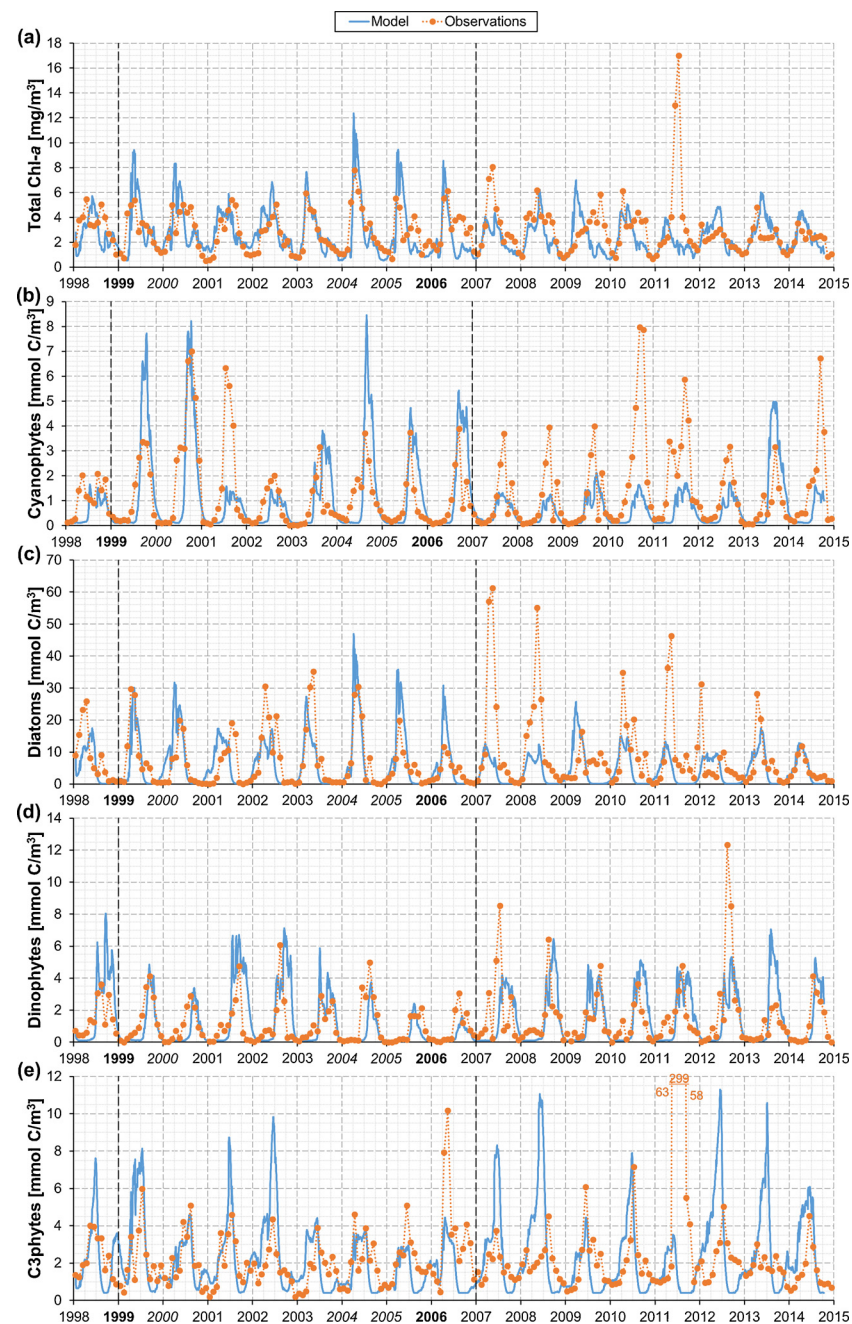 Model Observations
(a)
Total Chl-a [mg/m³]
18
16
14
12
10
8
6
4
2
0
1998 1999 2000 2001 2002 2003 2004 2005 2006 2007 2008 2009 2010 2011 2012 2013 2014 2015
(b)
Cyanophytes [mmol C/m³]
9
8
7
6
5
4
3
2
1
0
1998 1999 2000 2001 2002 2003 2004 2005 2006 2007 2008 2009 2010 2011 2012 2013 2014 2015
(c)
Diatoms [mmol C/m³]
70
60
50
40
30
20
10
0
1998 1999 2000 2001 2002 2003 2004 2005 2006 2007 2008 2009 2010 2011 2012 2013 2014 2015
(d)
Dinophytes [mmol C/m³]
14
12
10
8
6
4
2
0
1998 1999 2000 2001 2002 2003 2004 2005 2006 2007 2008 2009 2010 2011 2012 2013 2014 2015
(e)
C3phytes [mmol C/m³]
12
10
8
6
4
2
0
299
63
58
1998 1999 2000 2001 2002 2003 2004 2005 2006 2007 2008 2009 2010 2011 2012 2013 2014 2015